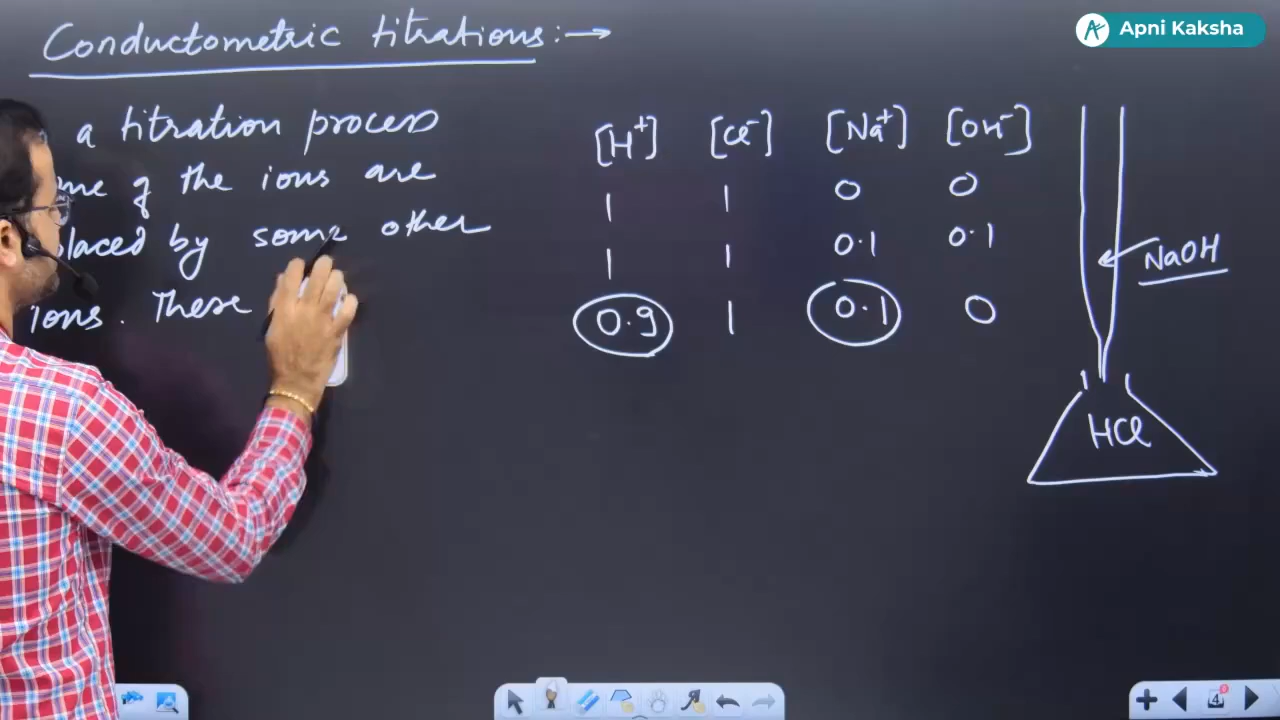 Conductometric titrations:→
Apni Kaksha
a titration process
of the ions are
by some other
ions. These
[H⁺] [Cl⁻] [Na⁺] [OH⁻]
1 1 0 0
1 1 0.1 0.1
0.9 1 0.1 0
NaOH
HCl
4